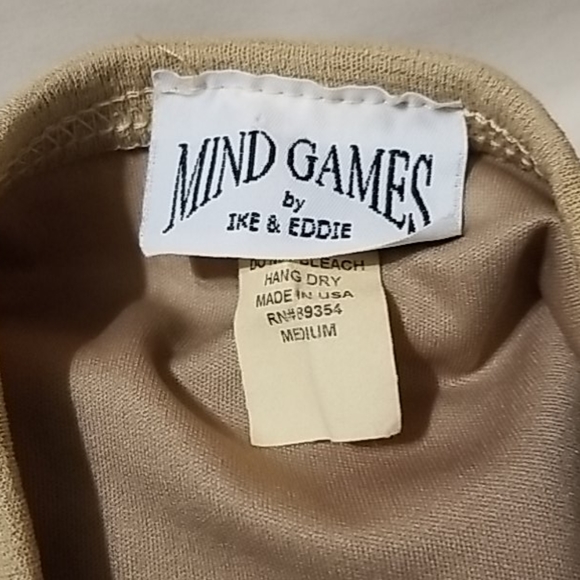 MIND GAMES
by
IKE & EDDIE
BLEACH
HANG DRY
MADE IN USA
RN#89354
MEDIUM